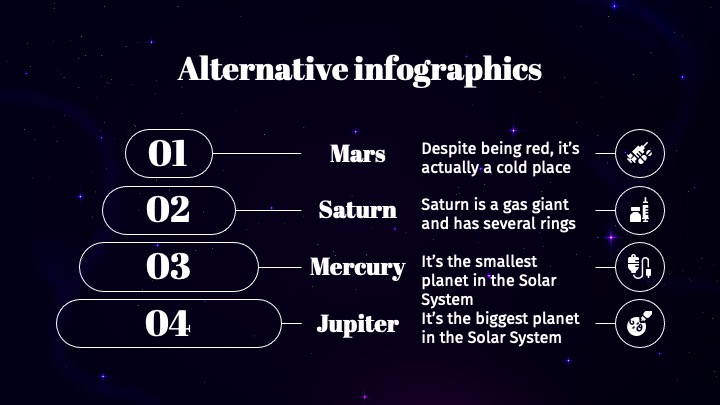 Alternative infographics
01
Mars
Despite being red, it's
actually a cold place
02
Saturn
Saturn is a gas giant
and has several rings
03
Mercury
It's the smallest
planet in the Solar
System
04
Jupiter
It's the biggest planet
in the Solar System